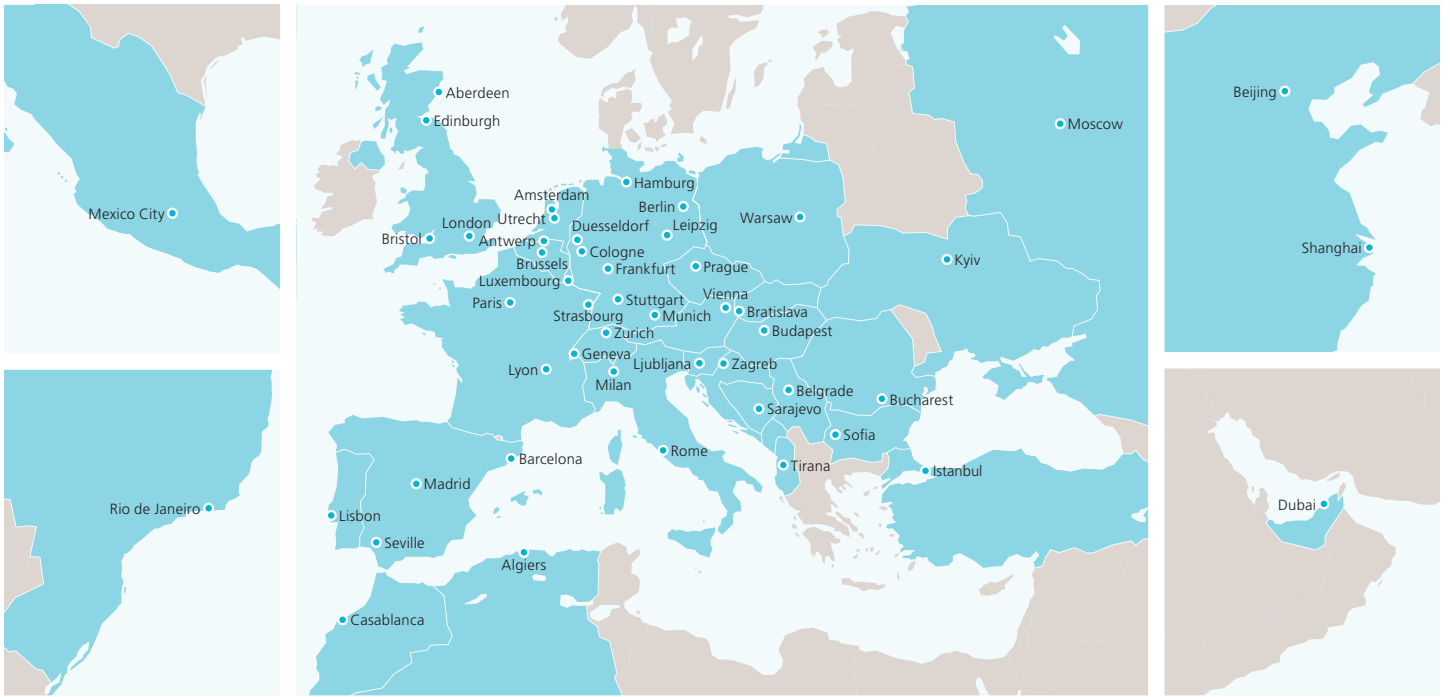 Mexico City
Rio de Janeiro
Aberdeen
Edinburgh
Moscow
Hamburg
Amsterdam
Berlin
Utrecht
Warsaw
London
Duesseldorf
Leipzig
Bristol
Antwerp
Cologne
Kyiv
Brussels
Frankfurt
Prague
Luxembourg
Vienna
Paris
Stuttgart
Strasbourg
Munich
Bratislava
Zurich
Budapest
Geneva
Ljubljana
Zagreb
Lyon
Milan
Belgrade
Bucharest
Sarajevo
Sofia
Rome
Barcelona
Tirana
Istanbul
Madrid
Lisbon
Seville
Algiers
Casablanca
Beijing
Shanghai
Dubai